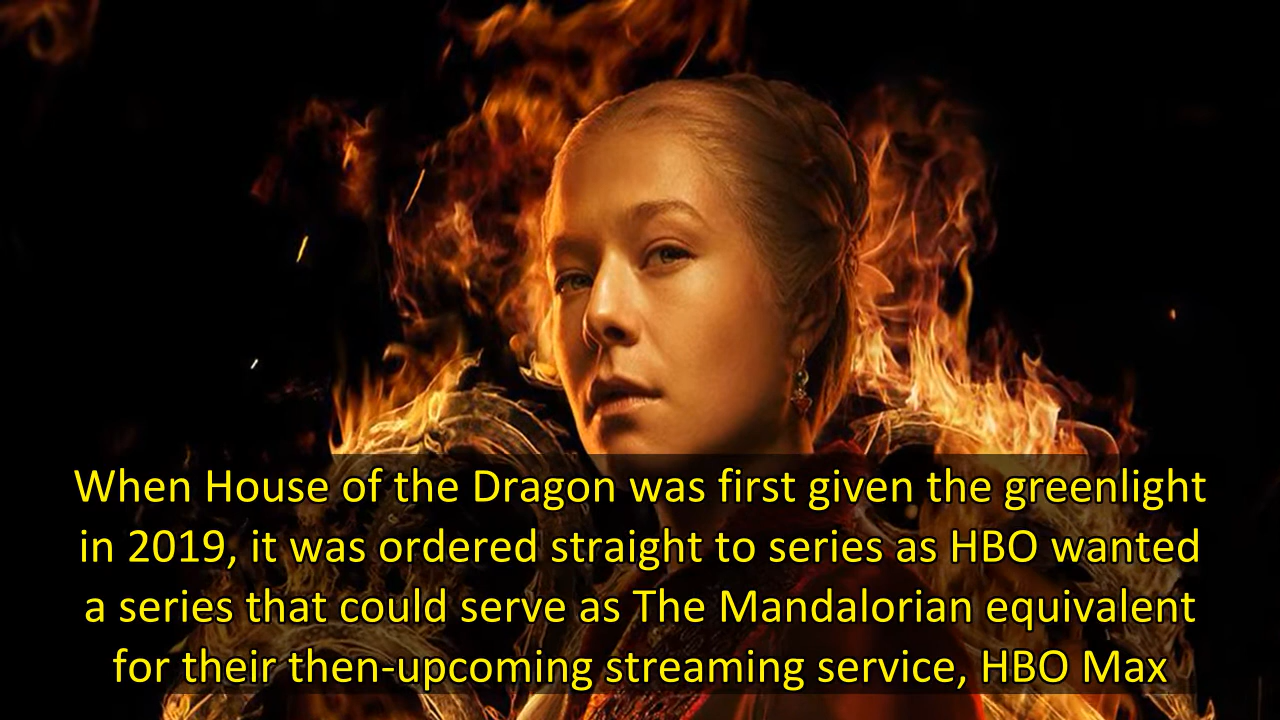 When House of the Dragon was first given the greenlight
in 2019, it was ordered straight to series as HBO wanted
a series that could serve as The Mandalorian equivalent
for their then-upcoming streaming service, HBO Max